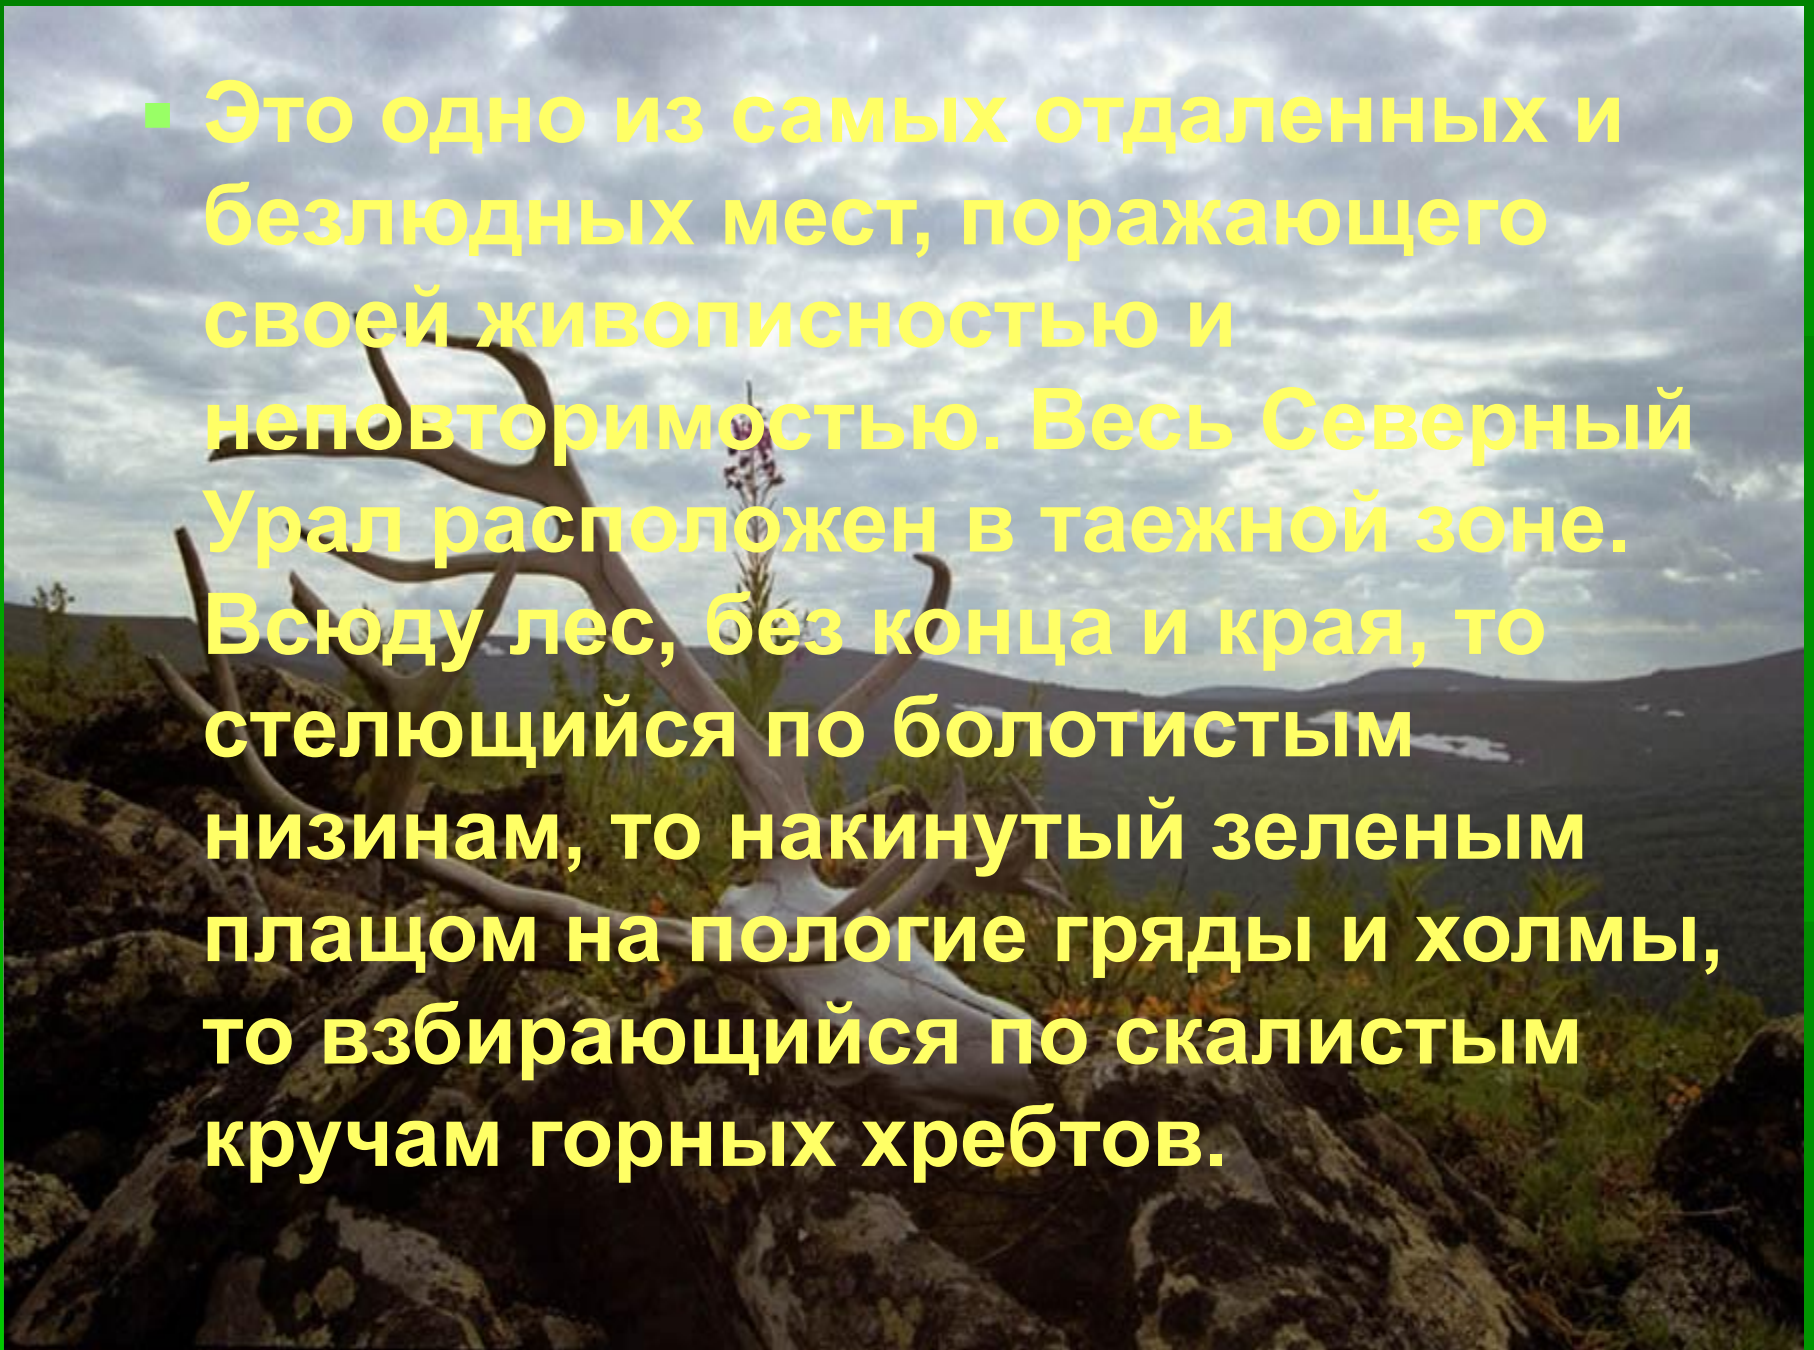 Это одно из самых отдаленных и
безлюдных мест, поражающего
своей живописностью и
неповторимостью. Весь Северный
Урал расположен в таежной зоне.
Всюду лес, без конца и края, то
стелющийся по болотистым
низинам, то накинутый зеленым
плащом на пологие гряды и холмы,
то взбирающийся по скалистым
кручам горных хребтов.